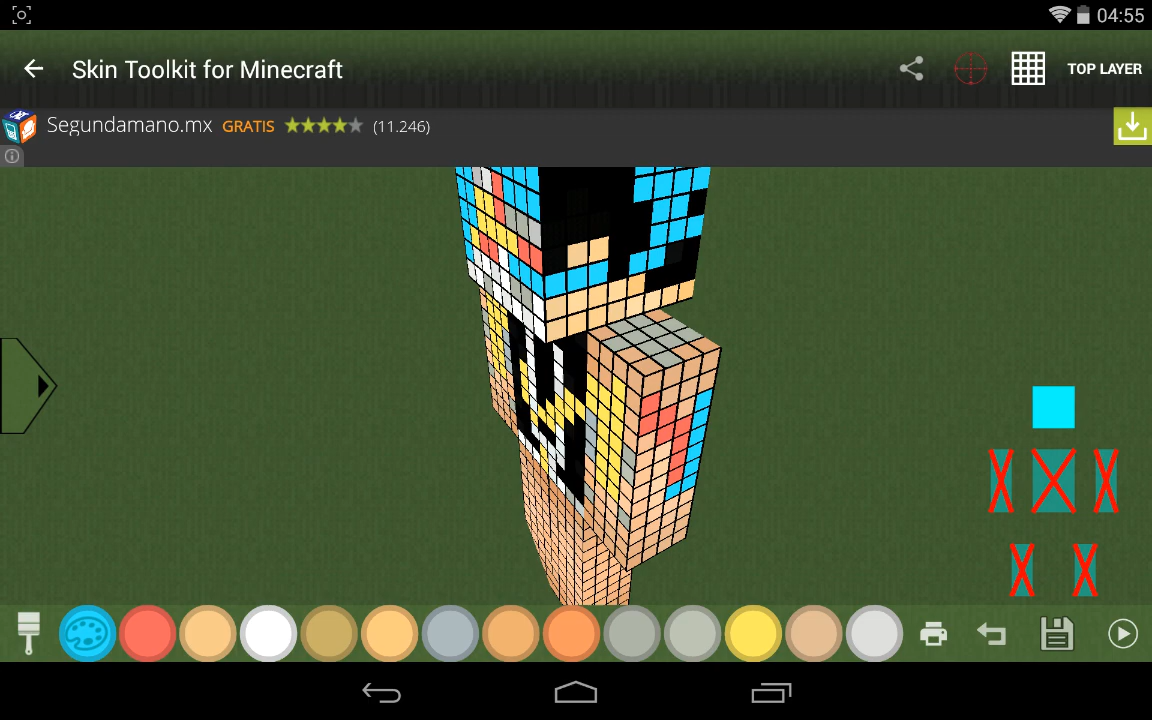 04:55
Skin Toolkit for Minecraft
TOP LAYER
Segundamano.mx GRATIS (11.246)